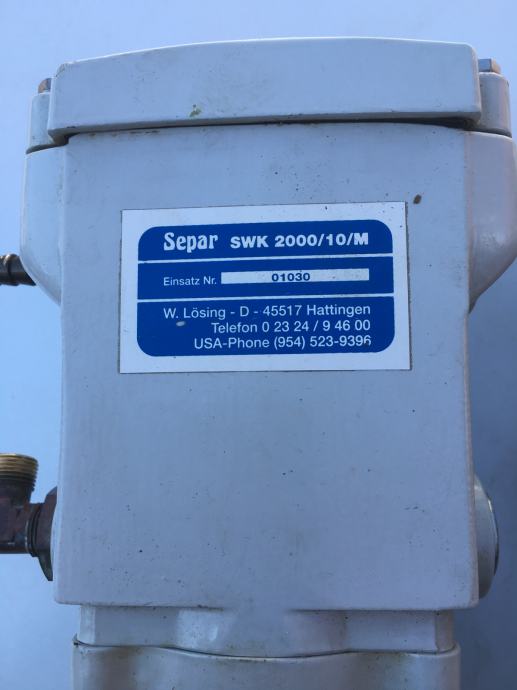 Separ SWK 2000/10/M
Einsatz Nr. 01030
W. Lösing - D - 45517 Hattingen
Telefon 0 23 24 / 9 46 00
USA-Phone (954) 523-9396